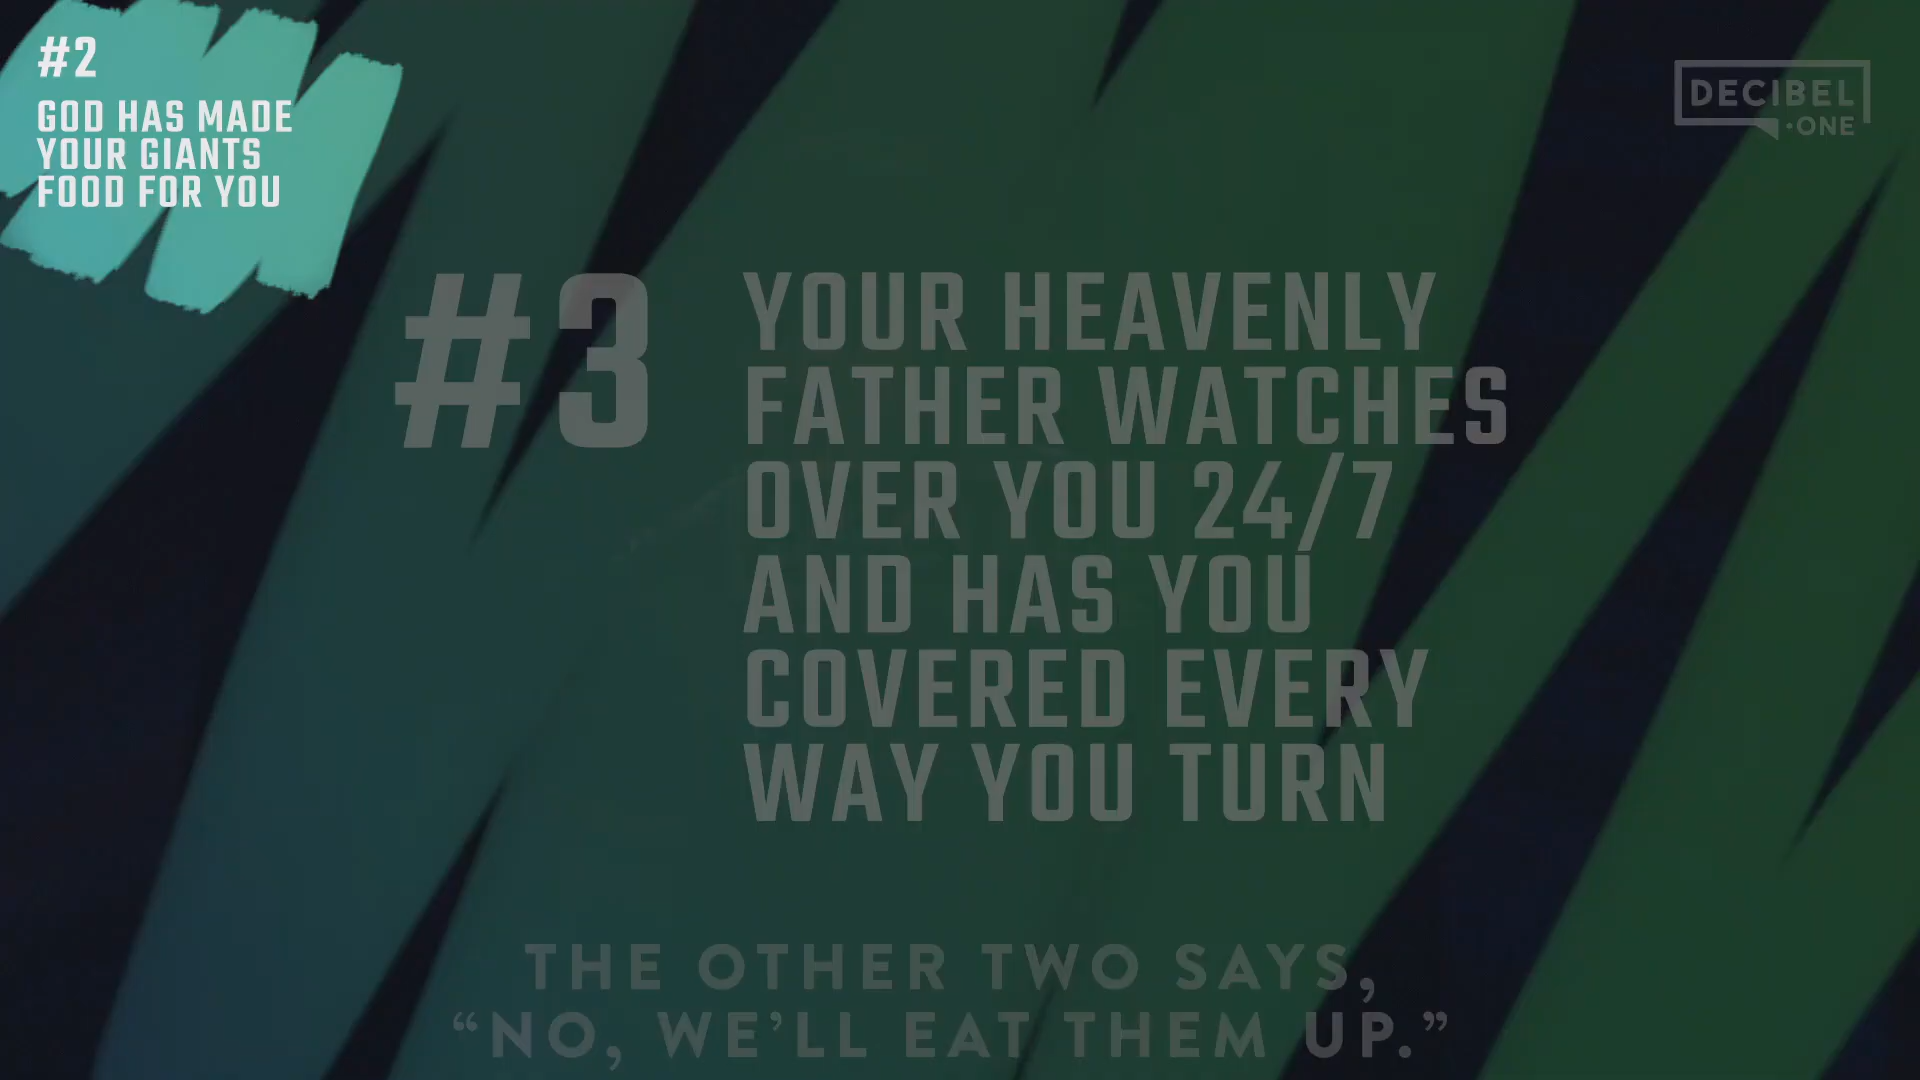 #2
GOD HAS MADE
YOUR GIANTS
FOOD FOR YOU
DECIBEL
•ONE
#3
YOUR HEAVENLY
FATHER WATCHES
OVER YOU 24/7
AND HAS YOU
COVERED EVERY
WAY YOU TURN
THE OTHER TWO SAYS,
“NO, WE’LL EAT THEM UP.”